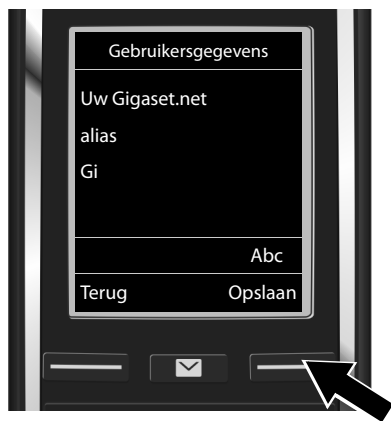 Gebruikersgegevens
Uw Gigaset.net
alias
Gi
Abc
Terug Opslaan